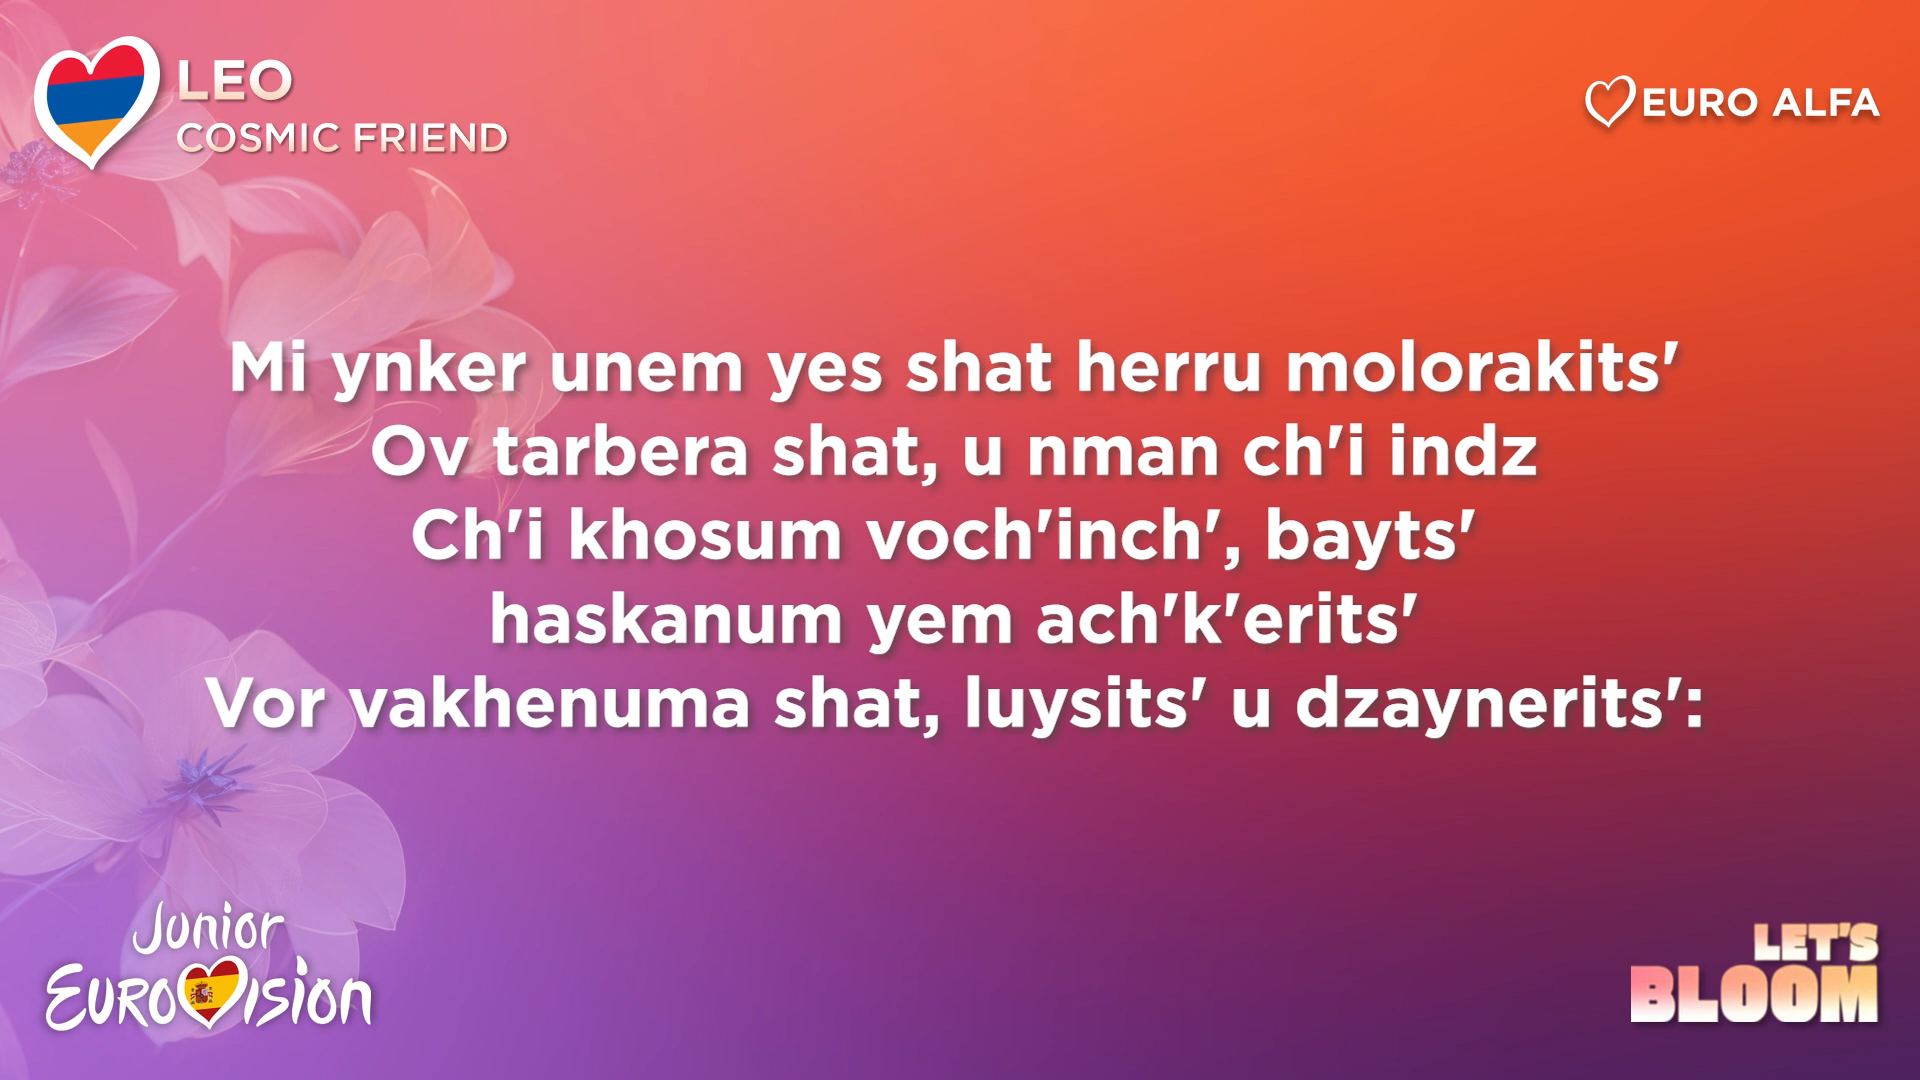 LEO
COSMIC FRIEND
EURO ALFA
Mi ynker unem yes shat herru molorakits'
Ov tarbera shat, u nman ch'i indz
Ch'i khosum voch'inch', bayts'
haskanum yem ach'k'erits'
Vor vakhenuma shat, luysits' u dzaynerits':
Junior
EUROVISION
LET'S
BLOOM